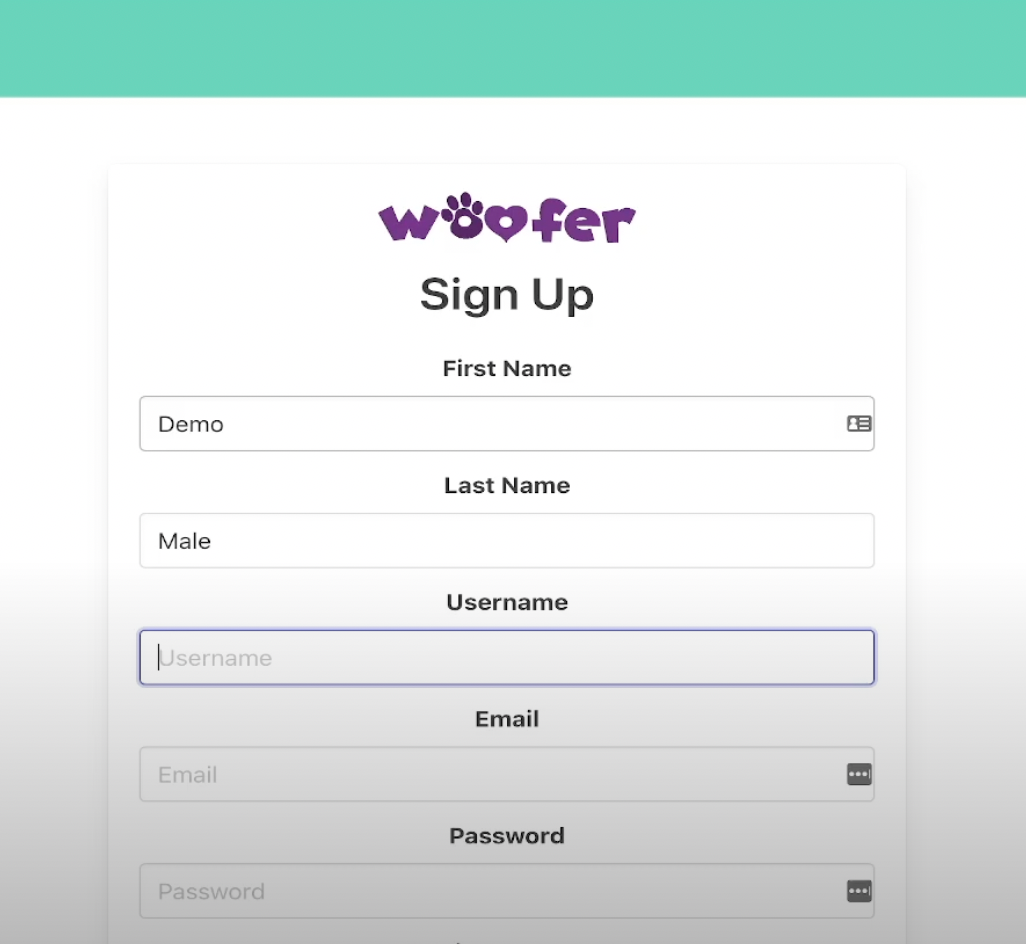 woofer
Sign Up
First Name
Demo
Last Name
Male
Username
Username
Email
Email
Password
Password